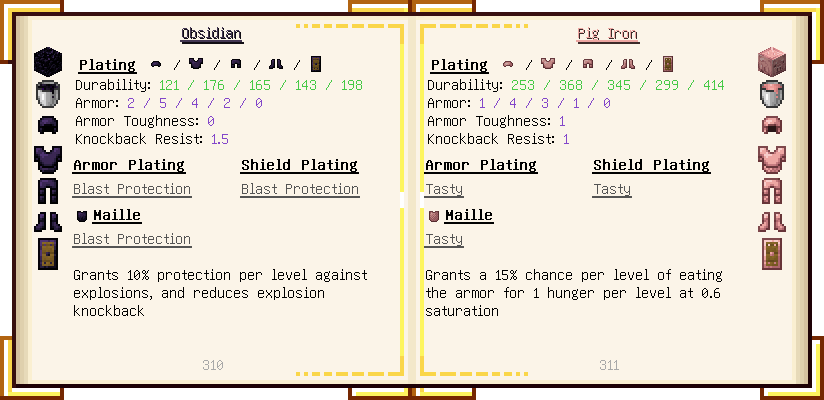 Obsidian
Plating / / / /
Durability: 121 / 176 / 165 / 143 / 198
Armor: 2 / 5 / 4 / 2 / 0
Armor Toughness: 0
Knockback Resist: 1.5
Armor Plating
Shield Plating
Blast Protection
Blast Protection
Maille
Blast Protection
Grants 10% protection per level against
explosions, and reduces explosion
knockback
310
Pig Iron
Plating / / / /
Durability: 253 / 368 / 345 / 299 / 414
Armor: 1 / 4 / 3 / 1 / 0
Armor Toughness: 1
Knockback Resist: 1
Armor Plating
Shield Plating
Tasty
Tasty
Maille
Tasty
Grants a 15% chance per level of eating
the armor for 1 hunger per level at 0.6
saturation
311